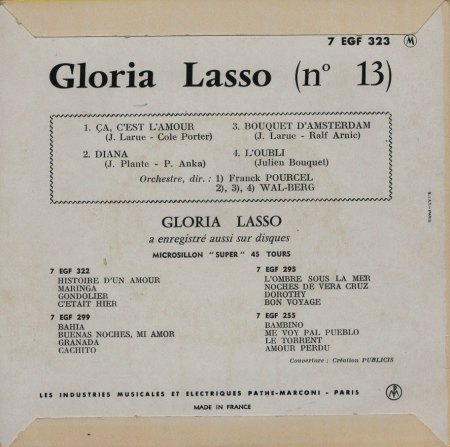 7 EGF 323 M
Gloria Lasso (n° 13)
1. ÇA, C'EST L'AMOUR
(J. Larue - Cole Porter)
2. DIANA
(J. Plante - P. Anka)
3. BOUQUET D'AMSTERDAM
(J. Larue - Ralf Arnic)
4. L'OUBLI
(Julien Bouquet)
Orchestre, dir. : 1) Franck POURCEL
2), 3), 4) WAL-BERG
GLORIA LASSO
a enregistré aussi sur disques
MICROSILLON "SUPER" 45 TOURS
7 EGF 322
HISTOIRE D'UN AMOUR
MARINGA
GONDOLIER
C'ETAIT HIER
7 EGF 299
BAHIA
BUENAS NOCHES, MI AMOR
GRANADA
CACHITO
7 EGF 295
L'OMBRE SOUS LA MER
NOCHES DE VERA CRUZ
DOROTHY
BON VOYAGE
7 EGF 255
BAMBINO
ME VOY PAL PUEBLO
LE TORRENT
AMOUR PERDU
Couverture : Création PUBLICIS
LES INDUSTRIES MUSICALES ET ELECTRIQUES PATHE-MARCONI - PARIS
MADE IN FRANCE